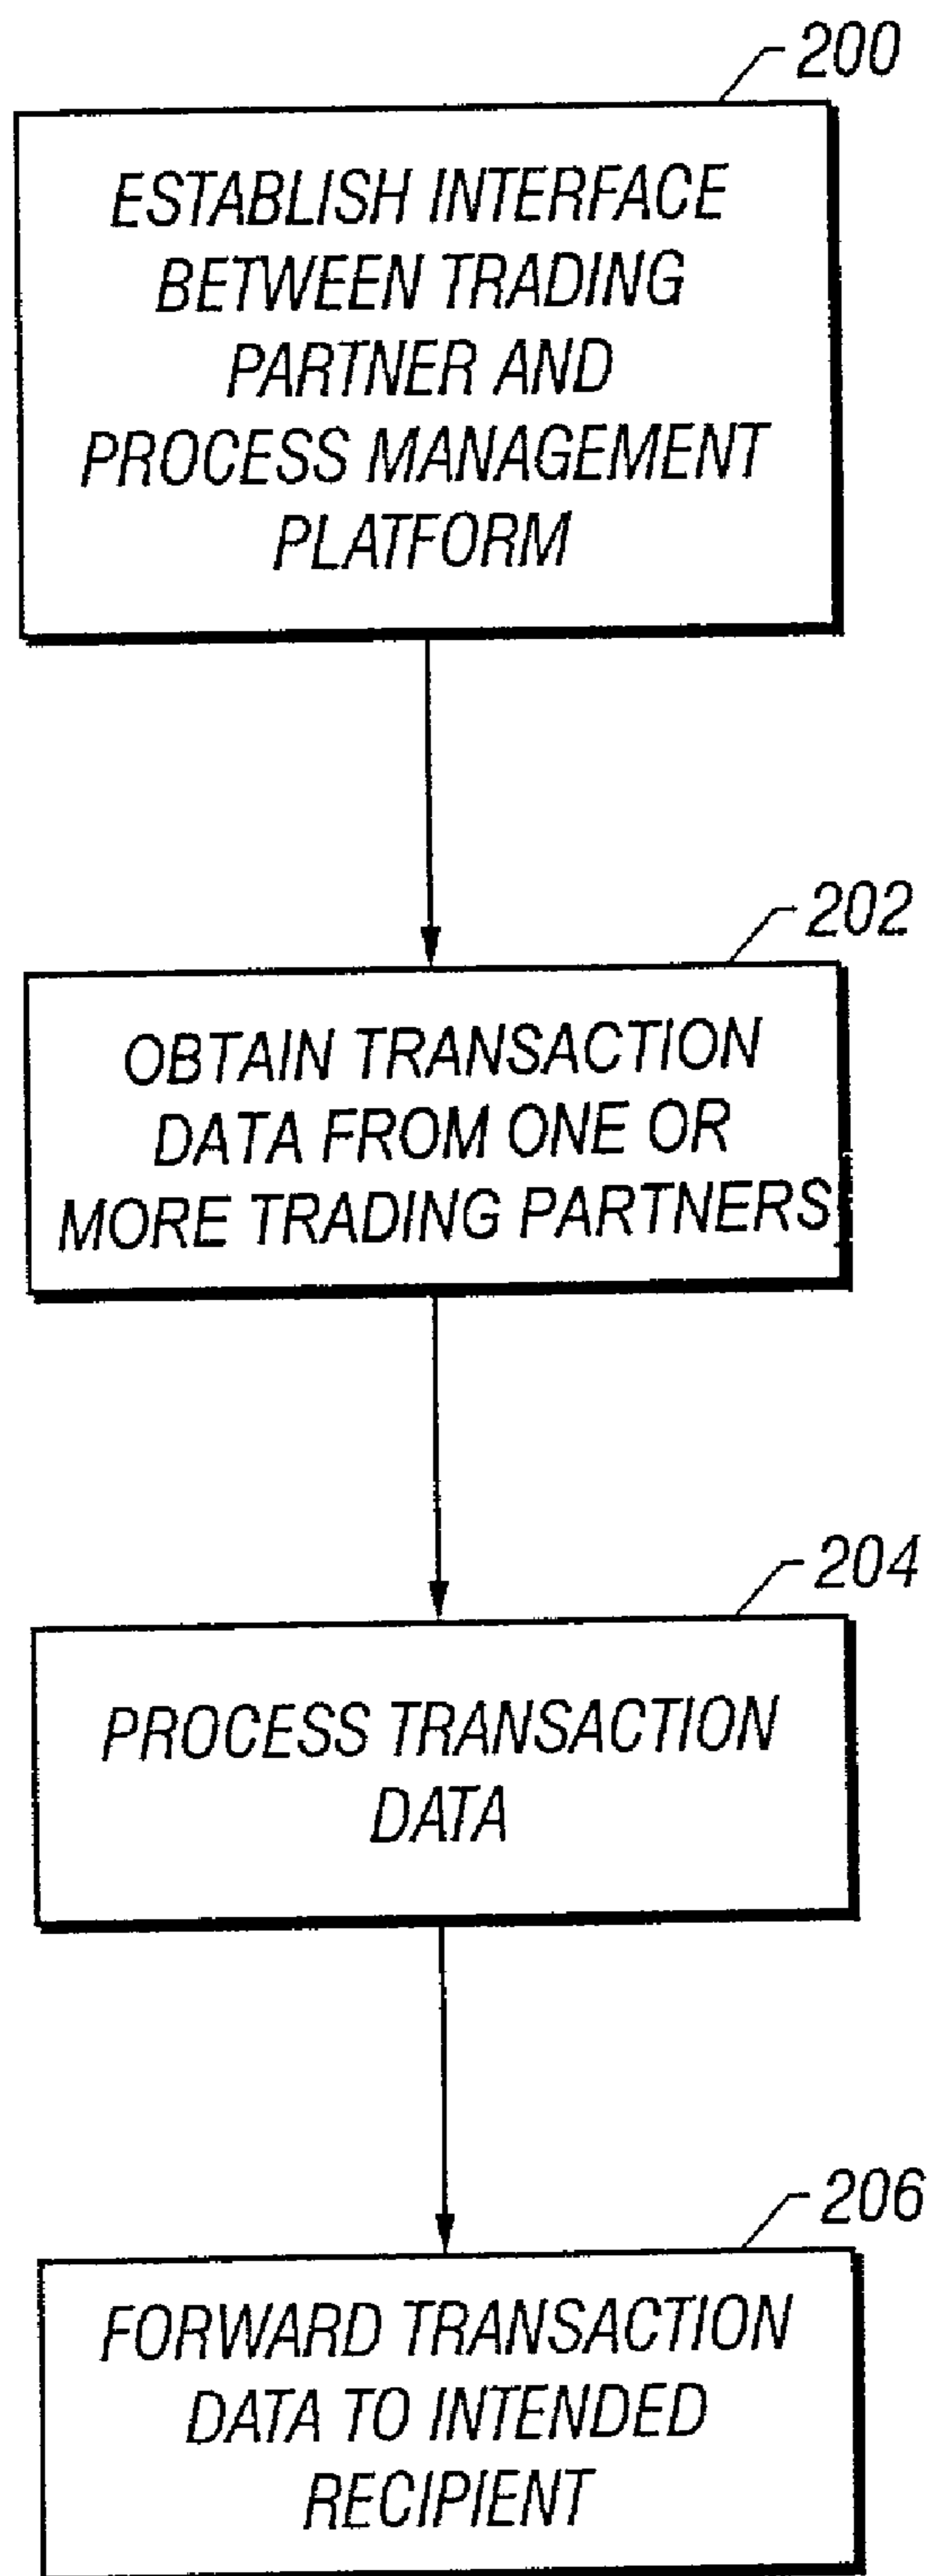 200
ESTABLISH INTERFACE
BETWEEN TRADING
PARTNER AND
PROCESS MANAGEMENT
PLATFORM
202
OBTAIN TRANSACTION
DATA FROM ONE OR
MORE TRADING PARTNERS
204
PROCESS TRANSACTION
DATA
206
FORWARD TRANSACTION
DATA TO INTENDED
RECIPIENT